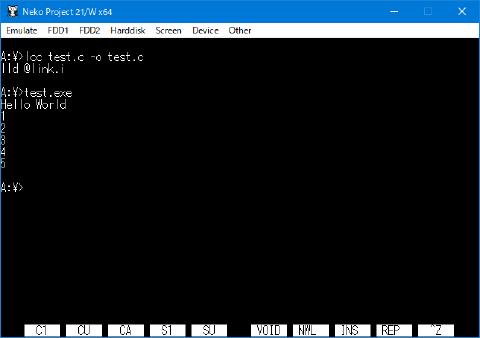 Neko Project 21/W x64
Emulate FDD1 FDD2 Harddisk Screen Device Other
A:¥>lcc test.c -o test.c
lld @link.i
A:¥>test.exe
Hello World
1
2
3
4
5
A:¥>
C1 CU CA S1 SU VOID NWL INS REP ^Z